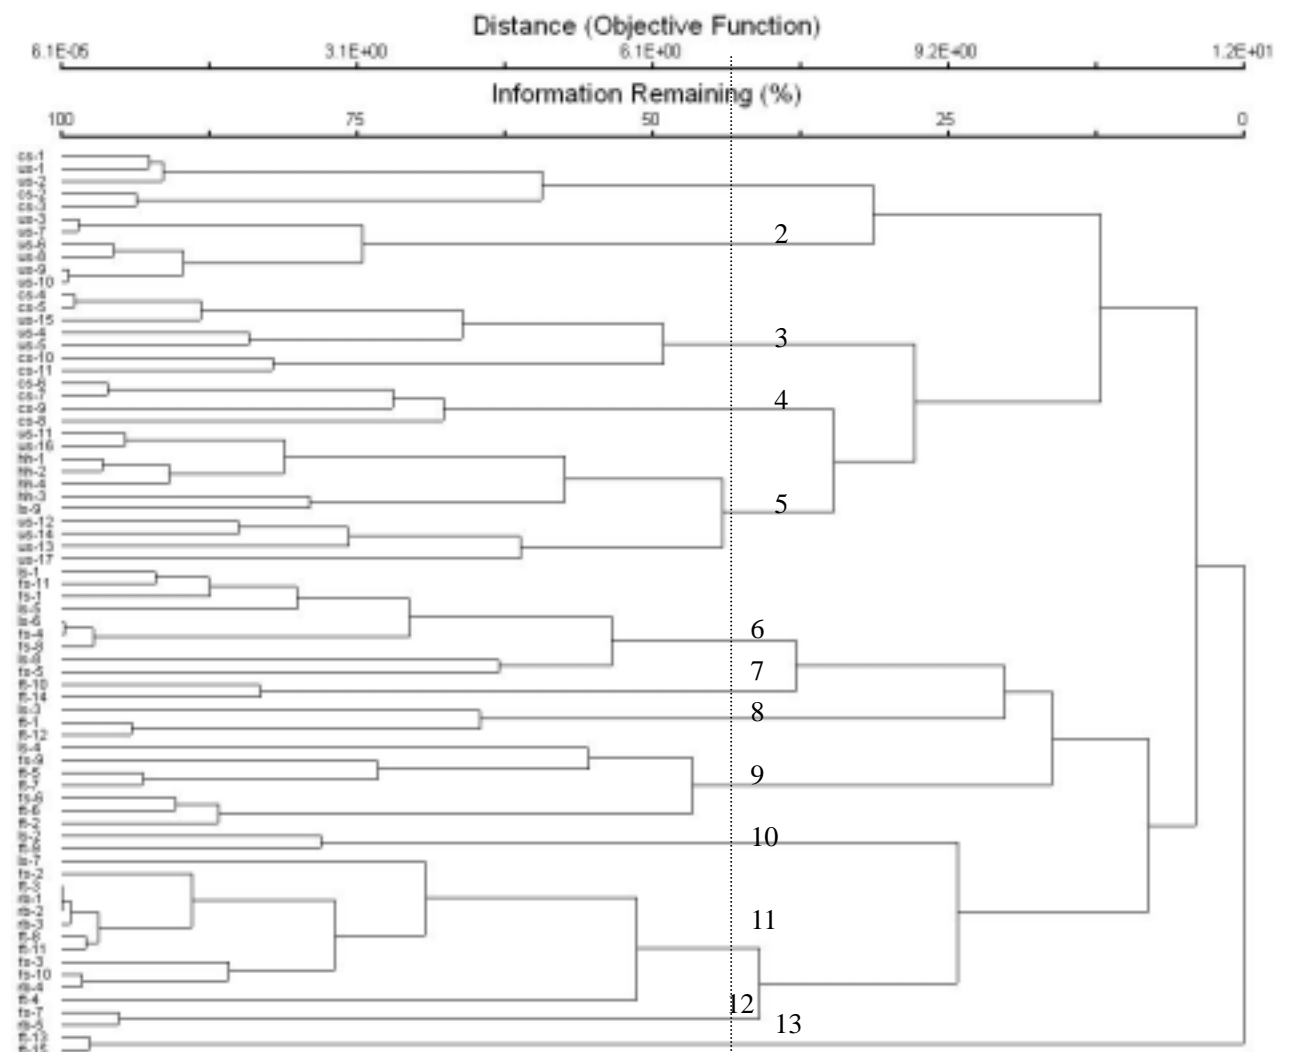 Distance (Objective Function)
6.1E-05 3.1E+00 6.1E+00 9.2E+00 1.2E+01
Information Remaining (%)
100 75 50 25 0
cs-1
us-1
us-2
cs-2
cs-3
us-3
us-7
us-6
us-8
us-9
us-10
cs-4
cs-5
us-15
us-4
us-5
cs-10
cs-11
cs-6
cs-7
cs-9
cs-8
us-11
us-16
hh-1
hh-2
hh-4
hh-3
ls-9
us-12
us-14
us-13
us-17
ls-1
fs-11
fs-1
ls-5
ls-6
fs-4
fs-8
ls-8
fs-5
ft-10
ft-14
ls-3
ft-1
ft-12
ls-4
fs-9
ft-5
ft-7
fs-6
ft-6
ft-2
ls-2
ft-9
ls-7
fs-2
ft-3
rb-1
rb-2
rb-3
ft-8
ft-11
fs-3
fs-10
rb-4
ft-4
fs-7
rb-5
ft-13
ft-15
2
3
4
5
6
7
8
9
10
11
12
13